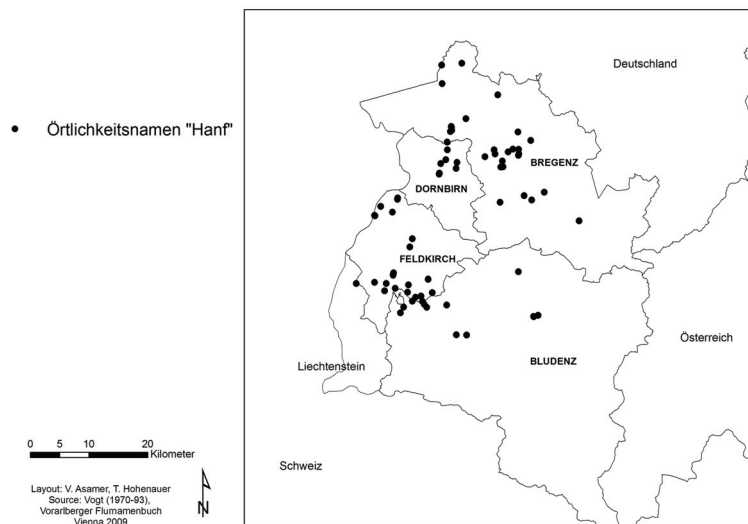 Örtlichkeitsnamen "Hanf"
Deutschland
BREGENZ
DORNBIRN
FELDKIRCH
Österreich
BLUDENZ
Liechtenstein
Schweiz
0 5 10 20
Kilometer
Layout: V. Asamer, T. Hohenauer
Source: Vogt (1970-93),
Vorarlberger Flurnamenbuch
Vienna 2009
N